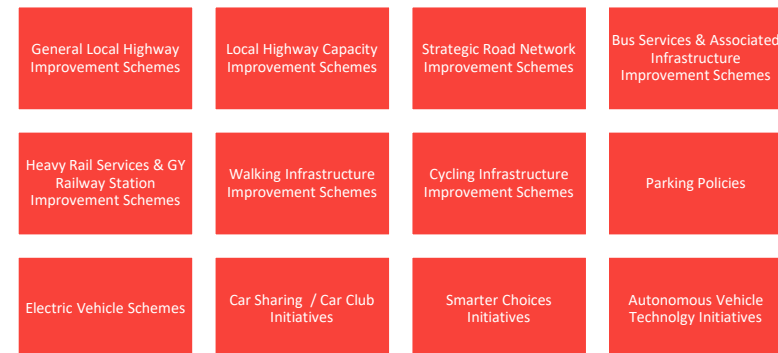 General Local Highway
Improvement Schemes
Local Highway Capacity
Improvement Schemes
Strategic Road Network
Improvement Schemes
Bus Services & Associated
Infrastructure
Improvement Schemes
Heavy Rail Services & GY
Railway Station
Improvement Schemes
Walking Infrastructure
Improvement Schemes
Cycling Infrastructure
Improvement Schemes
Parking Policies
Electric Vehicle Schemes
Car Sharing / Car Club
Initiatives
Smarter Choices
Initiatives
Autonomous Vehicle
Technolgy Initiatives